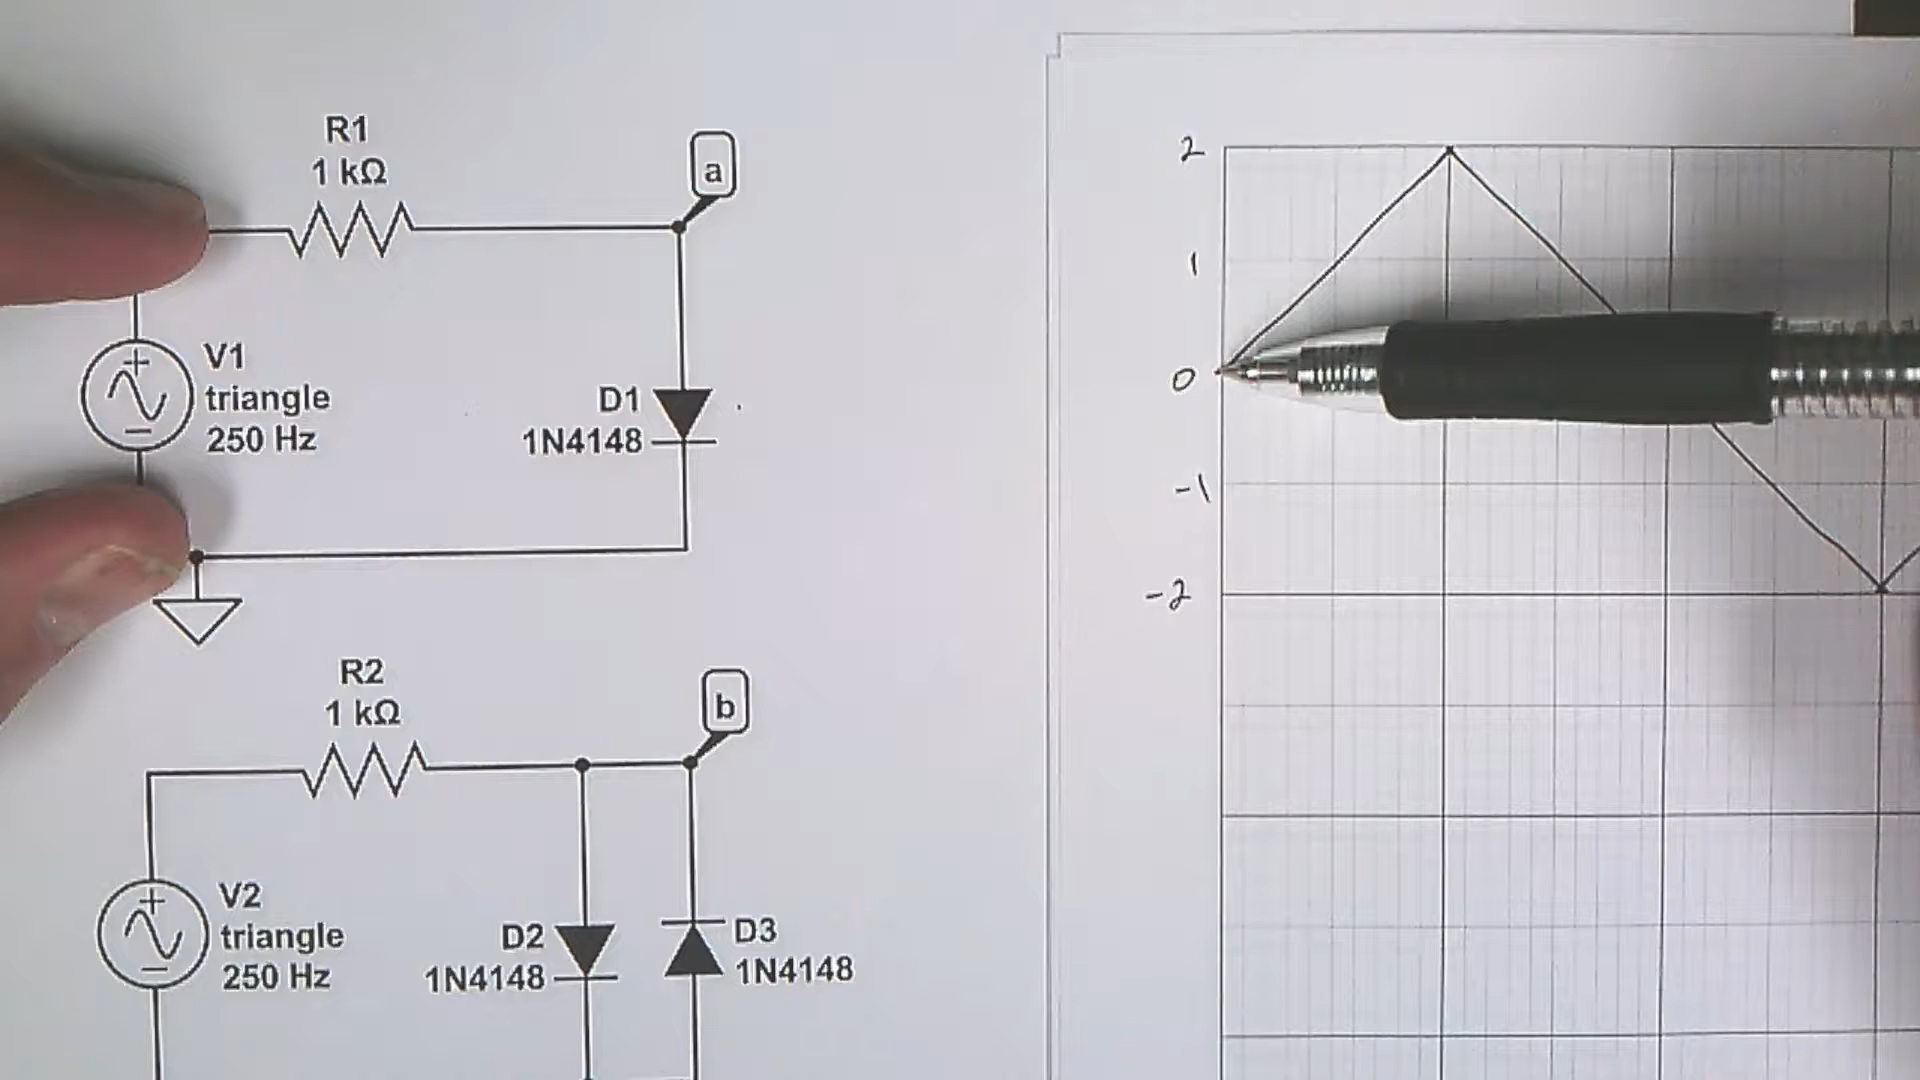 R1
1 kΩ
a
V1
triangle
250 Hz
D1
1N4148
R2
1 kΩ
b
V2
triangle
250 Hz
D2
1N4148
D3
1N4148
2
1
0
-1
-2